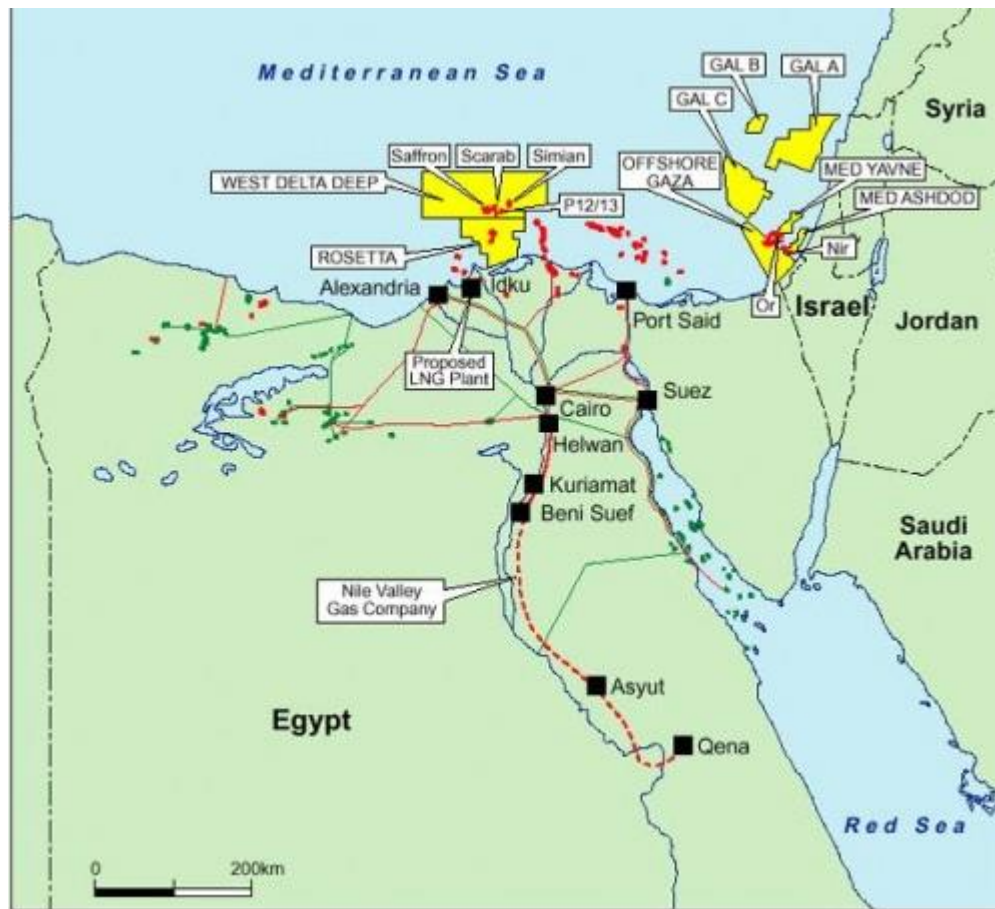 Mediterranean Sea
GAL B
GAL A
GAL C
Syria
Saffron
Scarab
Simian
OFFSHORE
GAZA
MED YAVNE
WEST DELTA DEEP
P12/13
MED ASHDOD
ROSETTA
Nir
Alexandria
Idku
Port Said
Or
Israel
Jordan
Proposed
LNG Plant
Cairo
Suez
Helwan
Kuriamat
Beni Suef
Saudi
Arabia
Nile Valley
Gas Company
Asyut
Egypt
Qena
Red Sea
0
200km